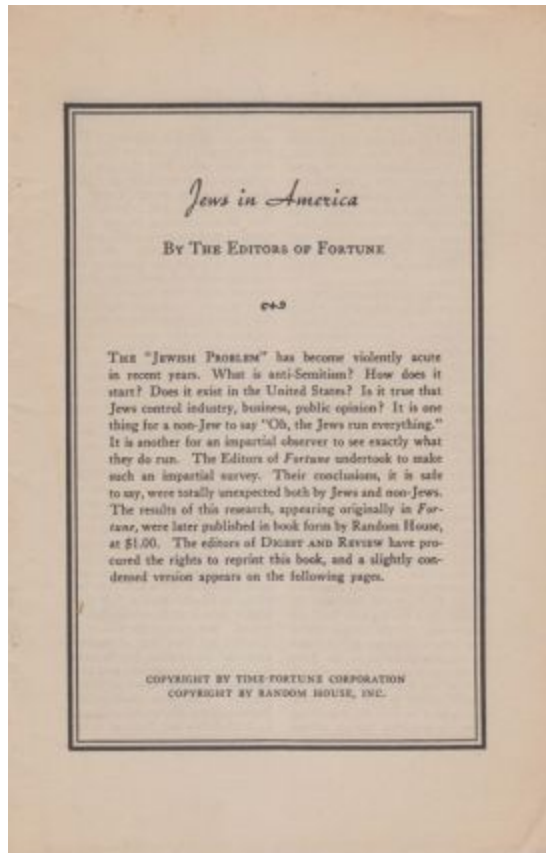 Jews in America
BY THE EDITORS OF FORTUNE
THE "JEWISH PROBLEM" has become violently acute
in recent years. What is anti-Semitism? How does it
start? Does it exist in the United States? Is it true that
Jews control industry, business, public opinion? It is one
thing for a non-Jew to say "Oh, the Jews run everything."
It is another for an impartial observer to see exactly what
they do run. The Editors of Fortune undertook to make
such an impartial survey. Their conclusions, it is safe
to say, were totally unexpected both by Jews and non-Jews.
The results of this research, appearing originally in For-
tune, were later published in book form by Random House,
at $1.00. The editors of DIGEST AND REVIEW have pro-
cured the rights to reprint this book, and a slightly con-
densed version appears on the following pages.
COPYRIGHT BY TIME-FORTUNE CORPORATION
COPYRIGHT BY RANDOM HOUSE, INC.